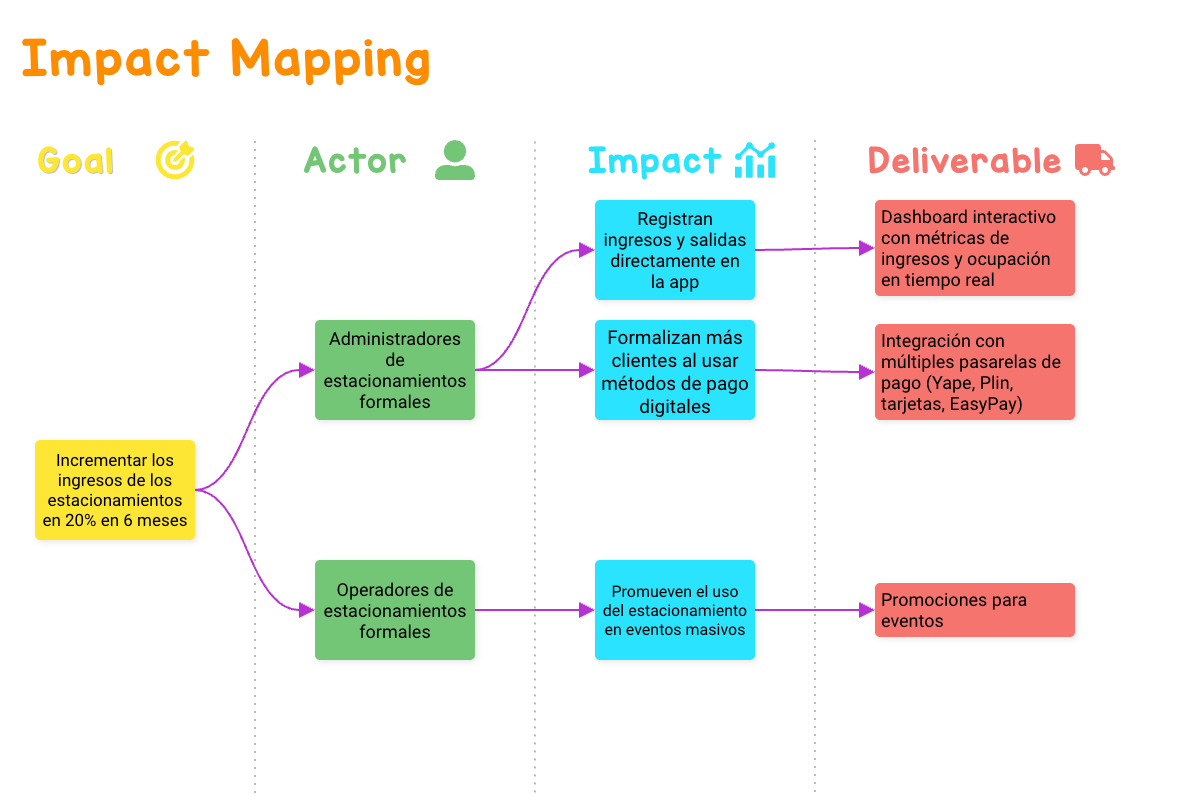 Impact Mapping
Goal
Actor
Impact
Deliverable
Incrementar los
ingresos de los
estacionamientos
en 20% en 6 meses
Administradores
de
estacionamientos
formales
Registran
ingresos y salidas
directamente en
la app
Dashboard interactivo
con métricas de
ingresos y ocupación
en tiempo real
Formalizan más
clientes al usar
métodos de pago
digitales
Integración con
múltiples pasarelas de
pago (Yape, Plin,
tarjetas, EasyPay)
Operadores de
estacionamientos
formales
Promueven el uso
del estacionamiento
en eventos masivos
Promociones para
eventos